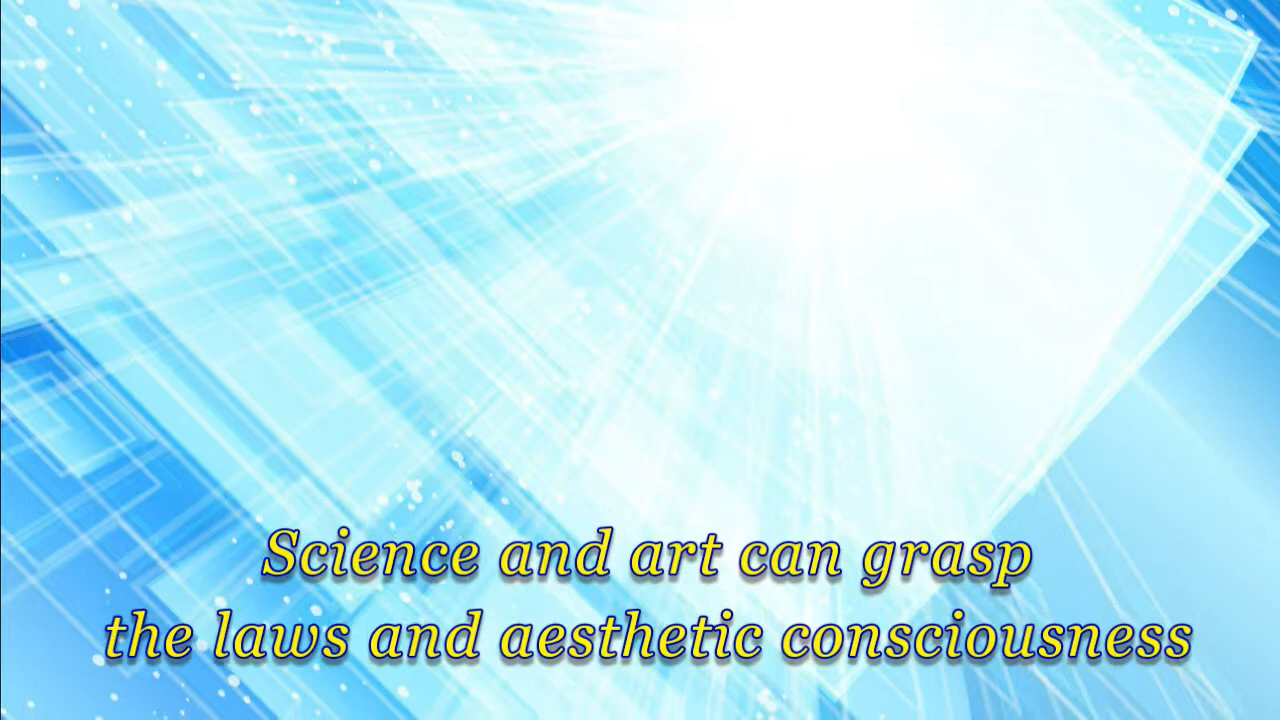 Science and art can grasp
the laws and aesthetic consciousness